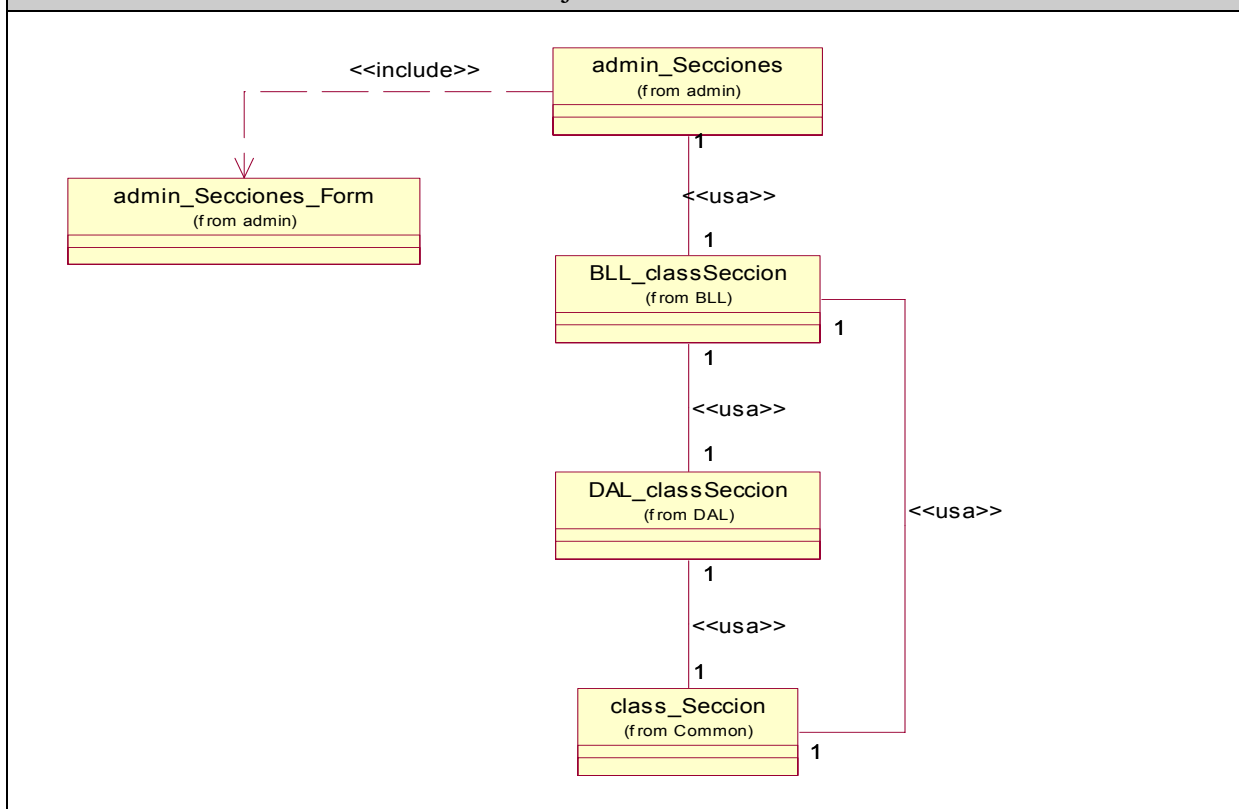 <<include>>
admin_Secciones
(from admin)
1
admin_Secciones_Form
(from admin)
<<usa>>
1
BLL_classSeccion
(from BLL)
1
1
<<usa>>
1
DAL_classSeccion
(from DAL)
<<usa>>
1
<<usa>>
1
class_Seccion
(from Common)
1